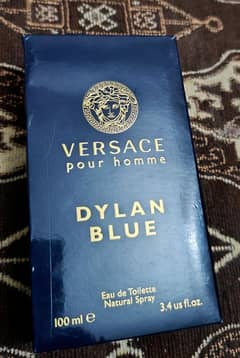 VERSACE
pour homme
DYLAN
BLUE
Eau de Toilette
Natural Spray
100 ml ℮ 3.4 us fl.oz.